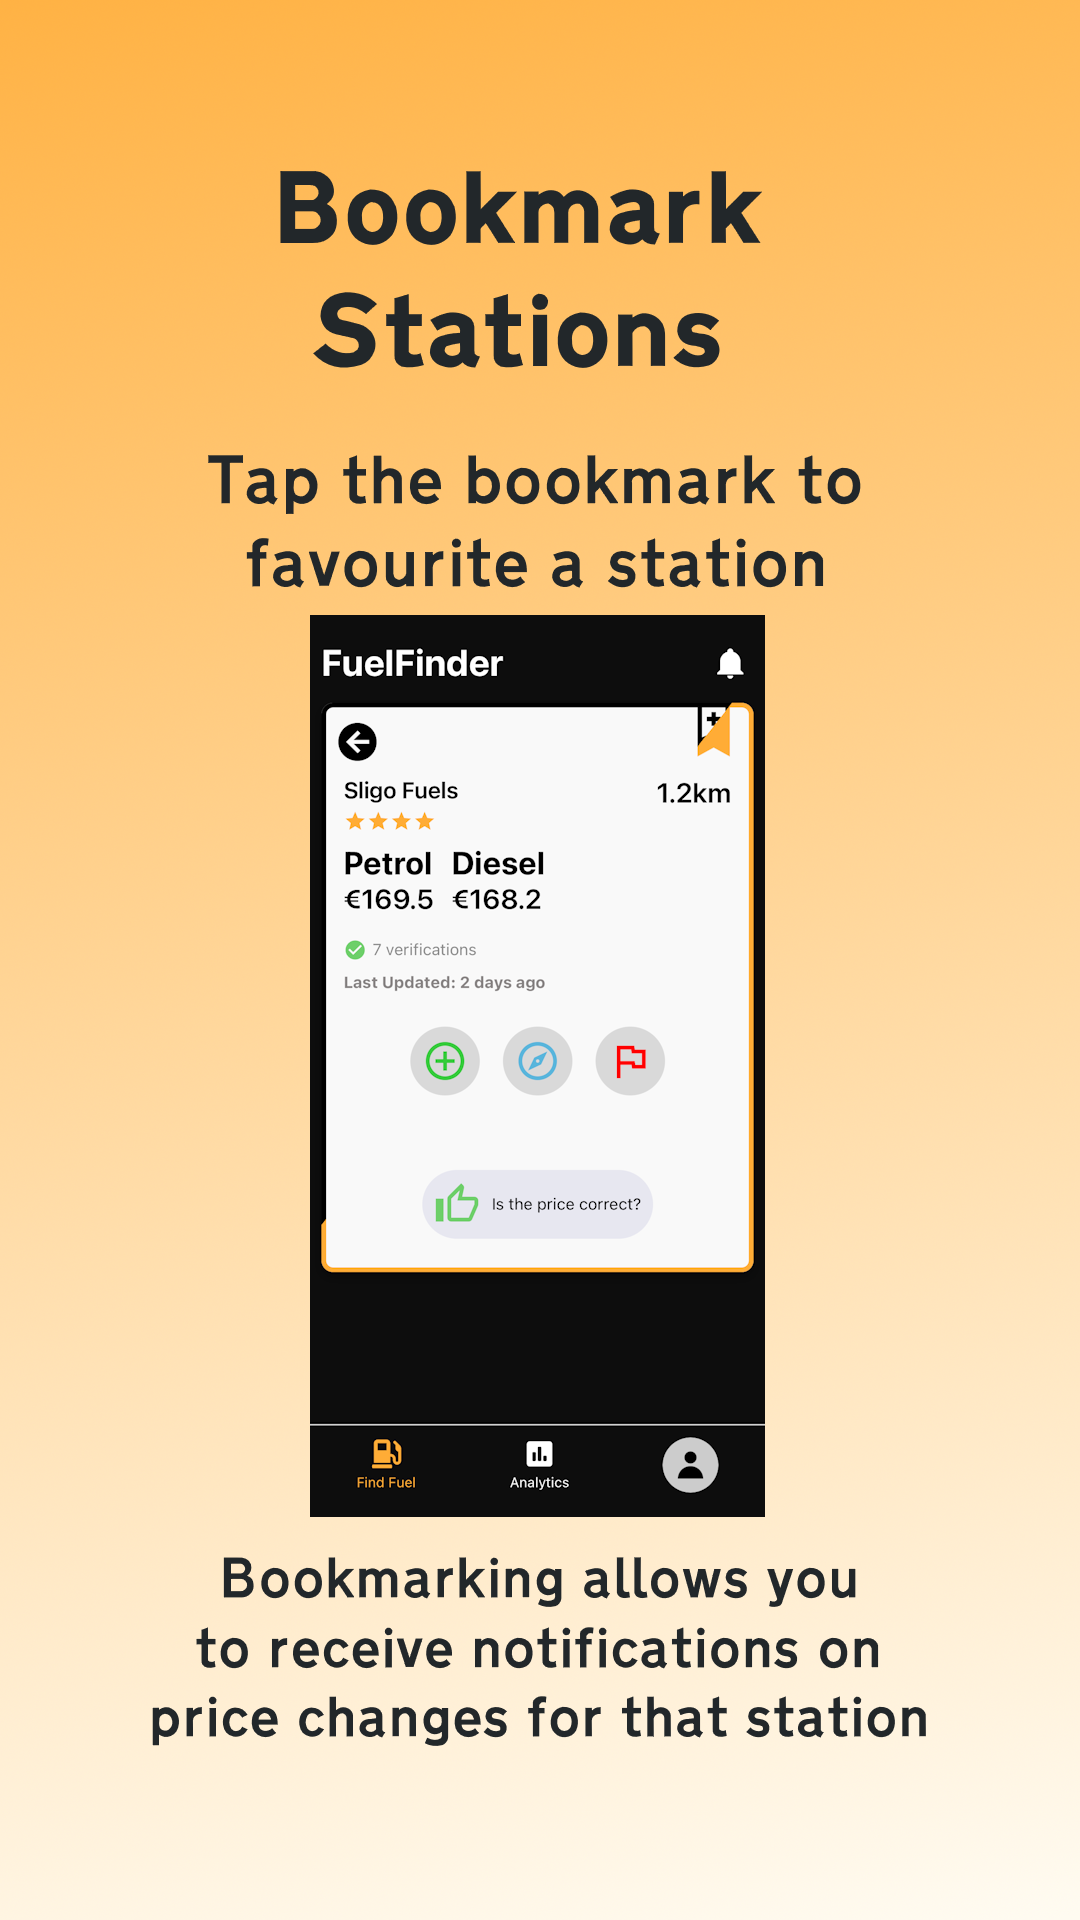 Bookmark
Stations
Tap the bookmark to
favourite a station
FuelFinder
Sligo Fuels
1.2km
Petrol Diesel
€169.5 €168.2
7 verifications
Last Updated: 2 days ago
Is the price correct?
Find Fuel
Analytics
Bookmarking allows you
to receive notifications on
price changes for that station